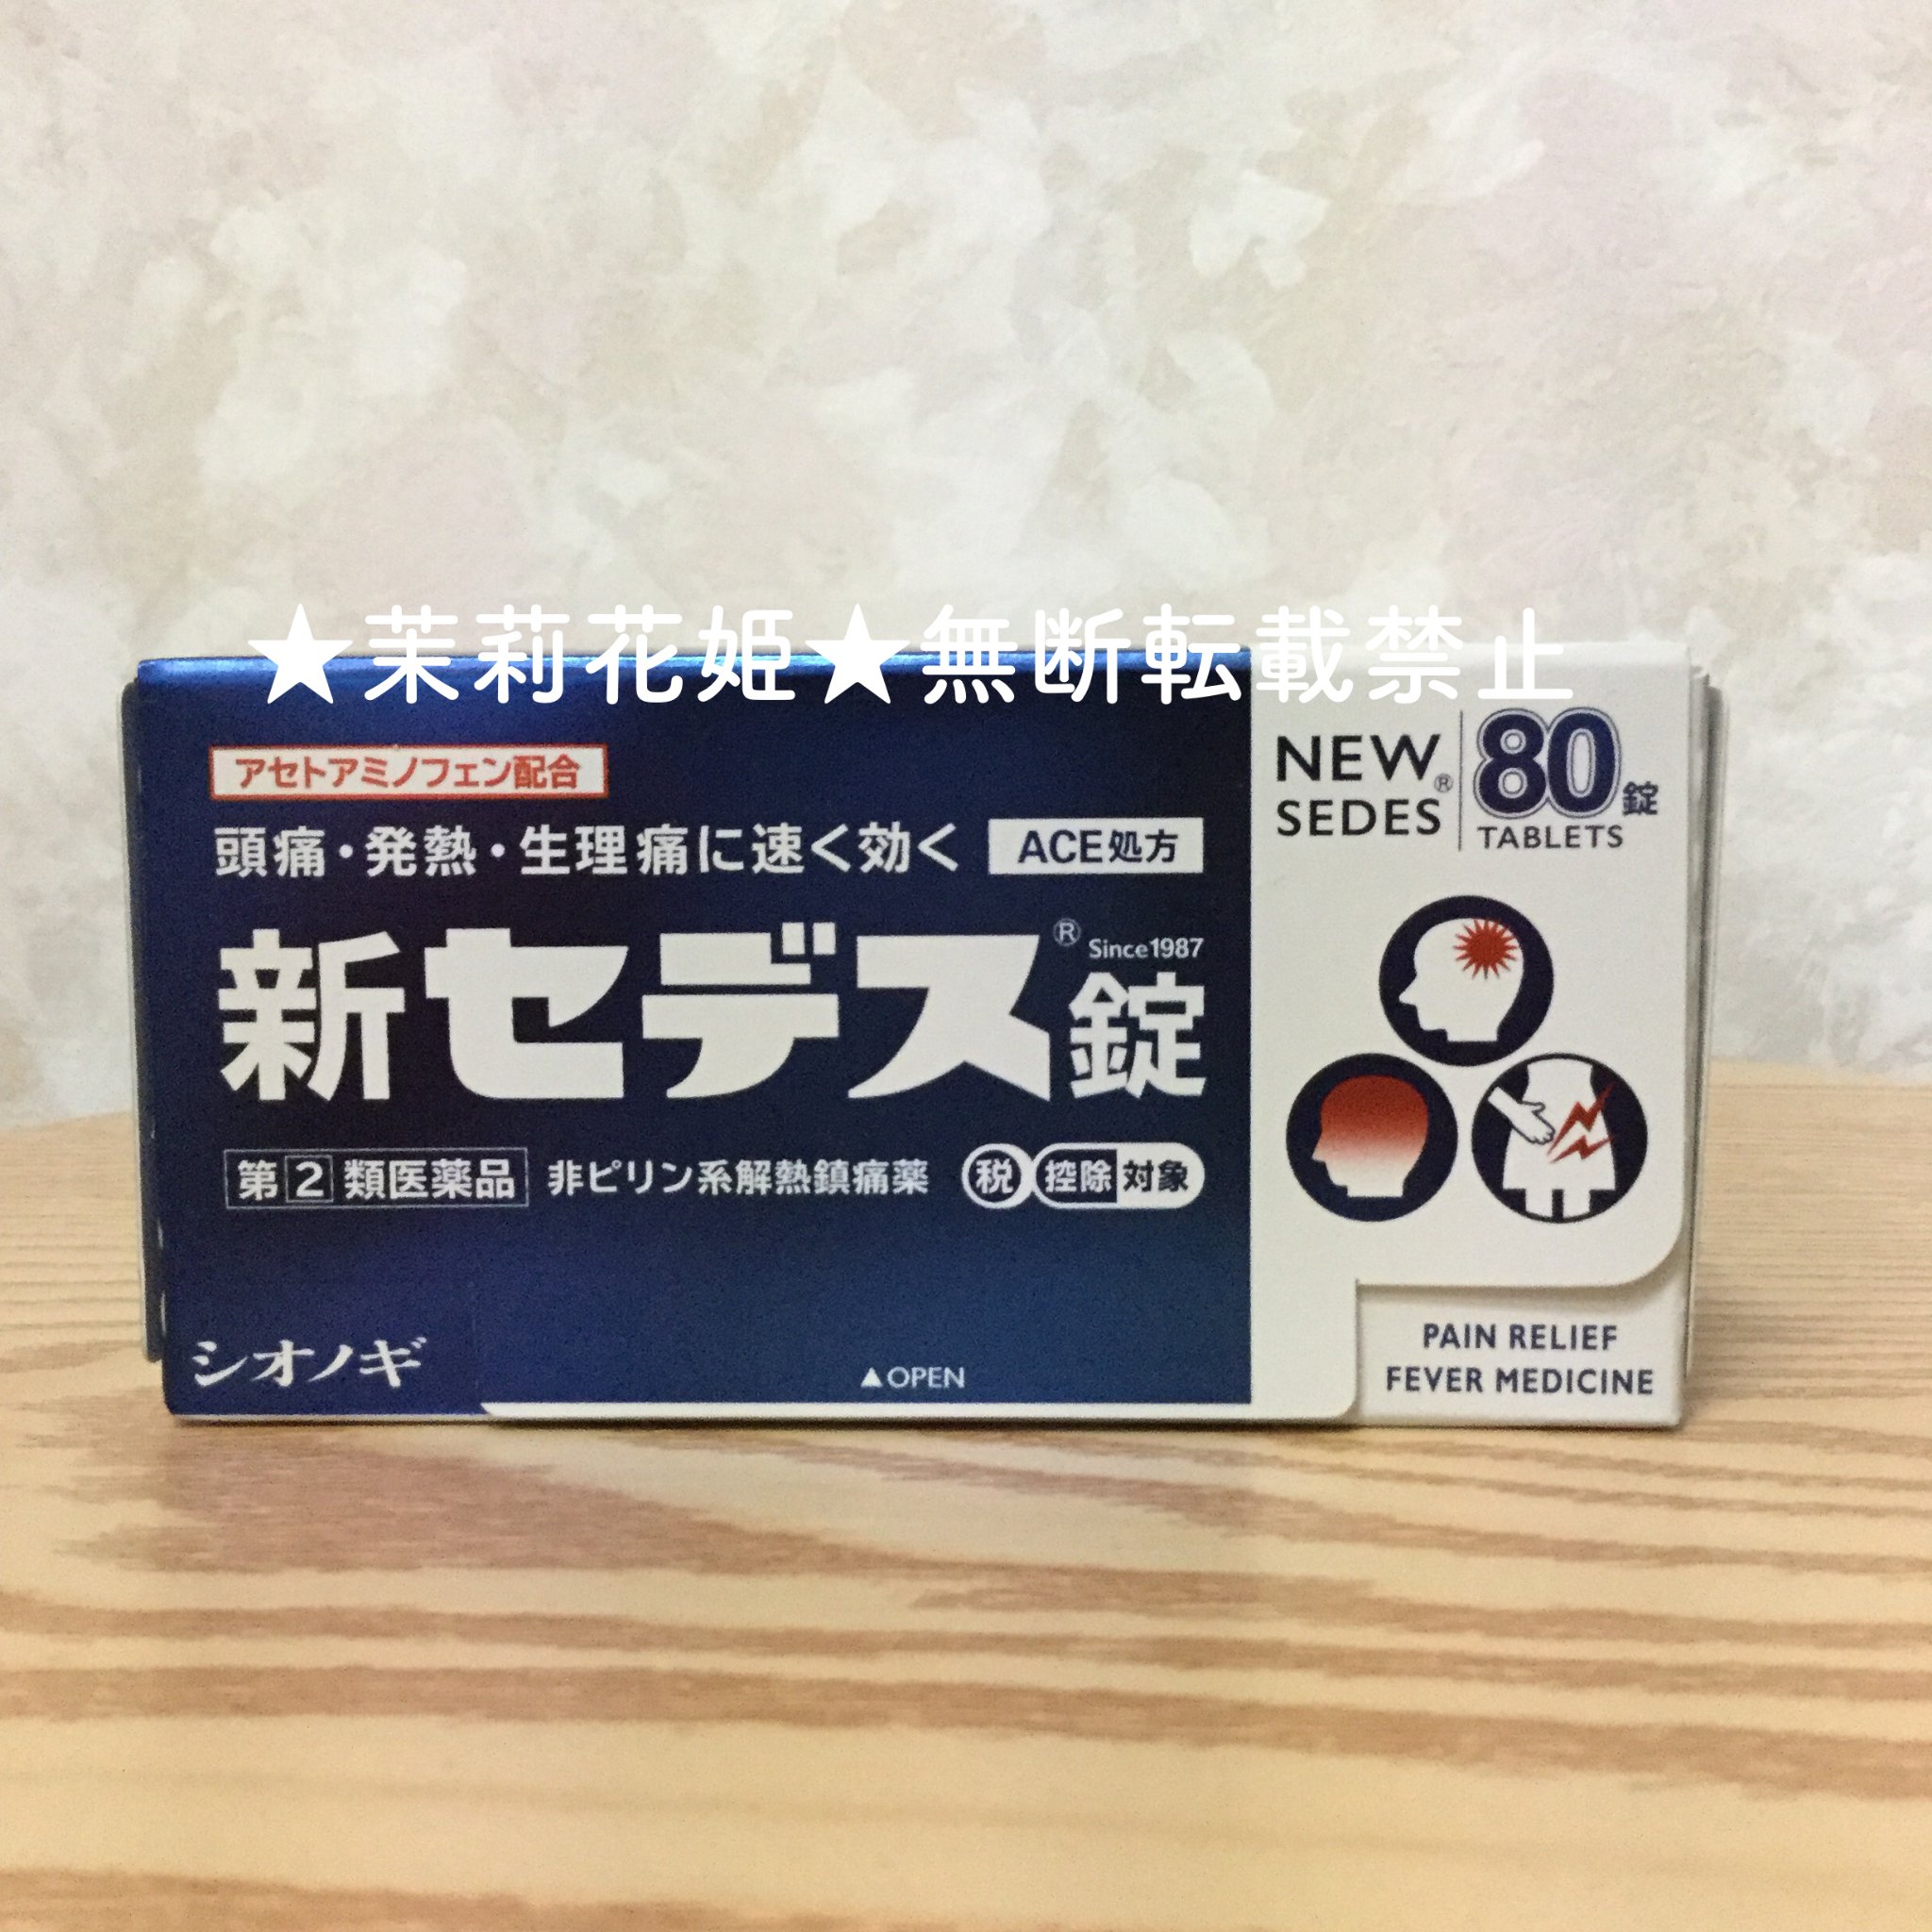 ★茉莉花姫★無断転載禁止
アセトアミノフェン配合
頭痛・発熱・生理痛に速く効く ACE処方
新セデス®錠 Since1987
第②類医薬品 非ピリン系解熱鎮痛薬 税 控除対象
シオノギ
▲OPEN
NEW
SEDES®
80錠
TABLETS
PAIN RELIEF
FEVER MEDICINE